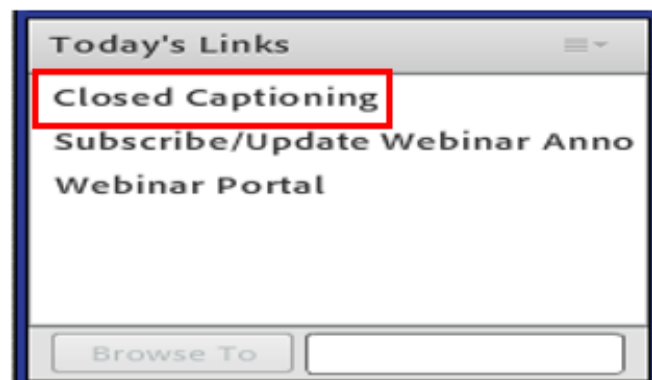 Today's Links
Closed Captioning
Subscribe/Update Webinar Anno
Webinar Portal
Browse To